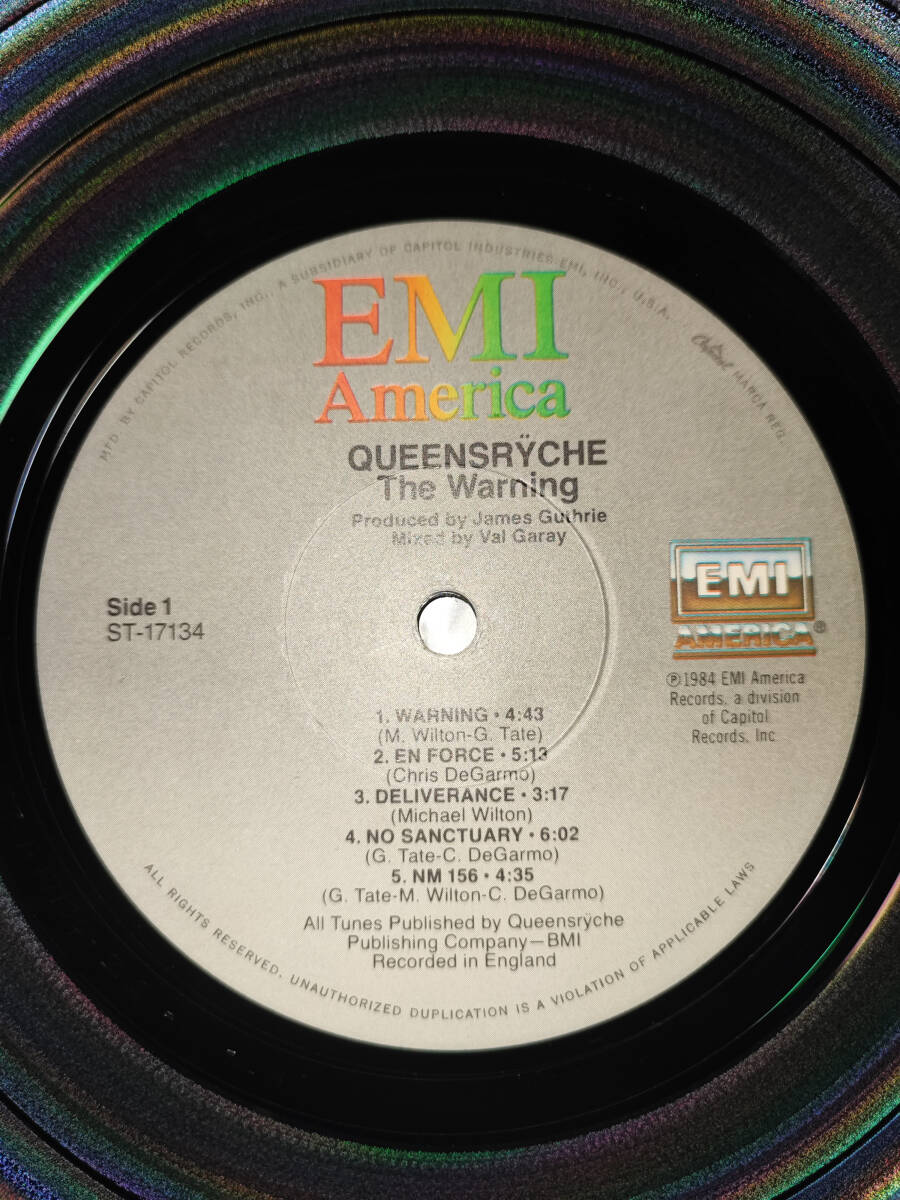 MFD. BY CAPITOL RECORDS, INC., A SUBSIDIARY OF CAPITOL INDUSTRIES-EMI, INC., U.S.A.
Capitol MARCA REG.
EMI
America
QUEENSRŸCHE
The Warning
Produced by James Guthrie
Mixed by Val Garay
EMI
AMERICA®
Side 1
ST-17134
℗1984 EMI America
Records, a division
of Capitol
Records, Inc
1. WARNING • 4:43
(M. Wilton-G. Tate)
2. EN FORCE • 5:13
(Chris DeGarmo)
3. DELIVERANCE • 3:17
(Michael Wilton)
4. NO SANCTUARY • 6:02
(G. Tate-C. DeGarmo)
5. NM 156 • 4:35
(G. Tate-M. Wilton-C. DeGarmo)
All Tunes Published by Queensrÿche
Publishing Company—BMI
Recorded in England
ALL RIGHTS RESERVED. UNAUTHORIZED DUPLICATION IS A VIOLATION OF APPLICABLE LAWS